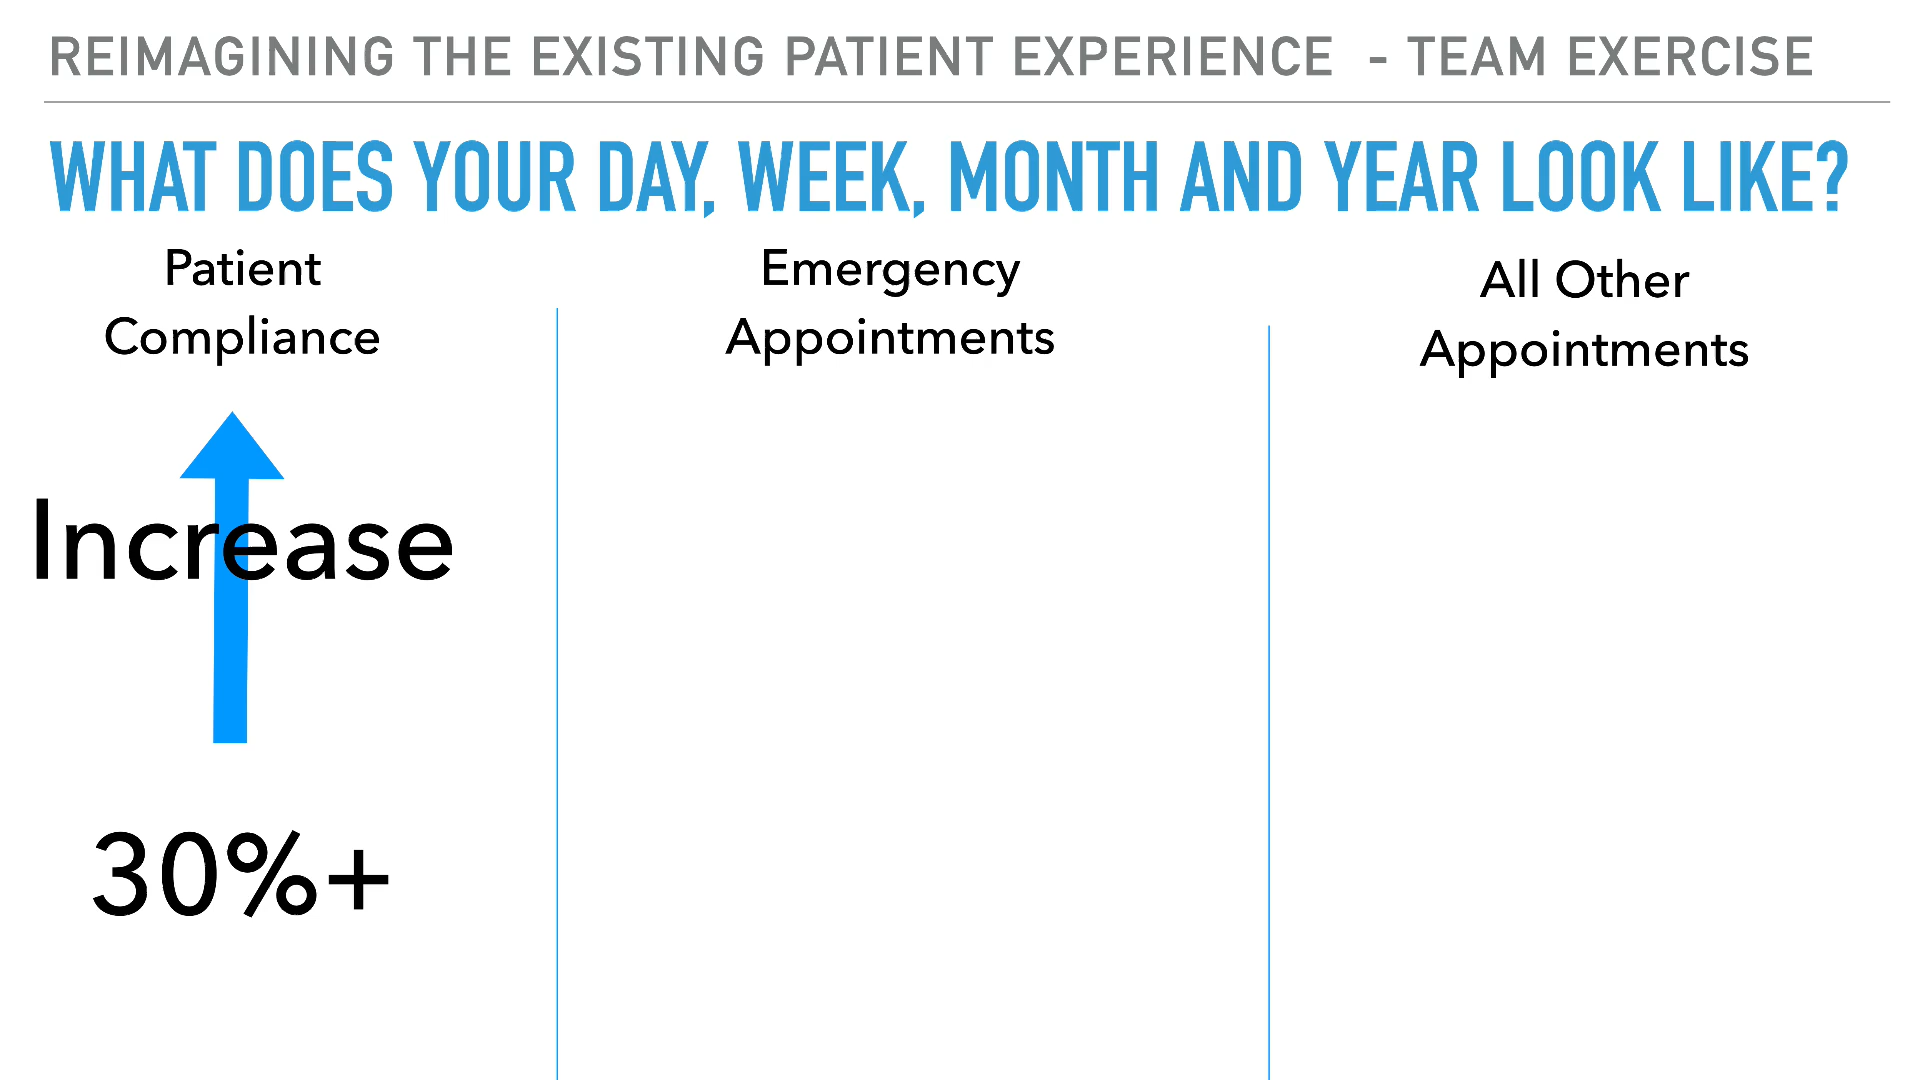 REIMAGINING THE EXISTING PATIENT EXPERIENCE - TEAM EXERCISE
WHAT DOES YOUR DAY, WEEK, MONTH AND YEAR LOOK LIKE?
Patient
Compliance
Increase
30%+
Emergency
Appointments
All Other
Appointments